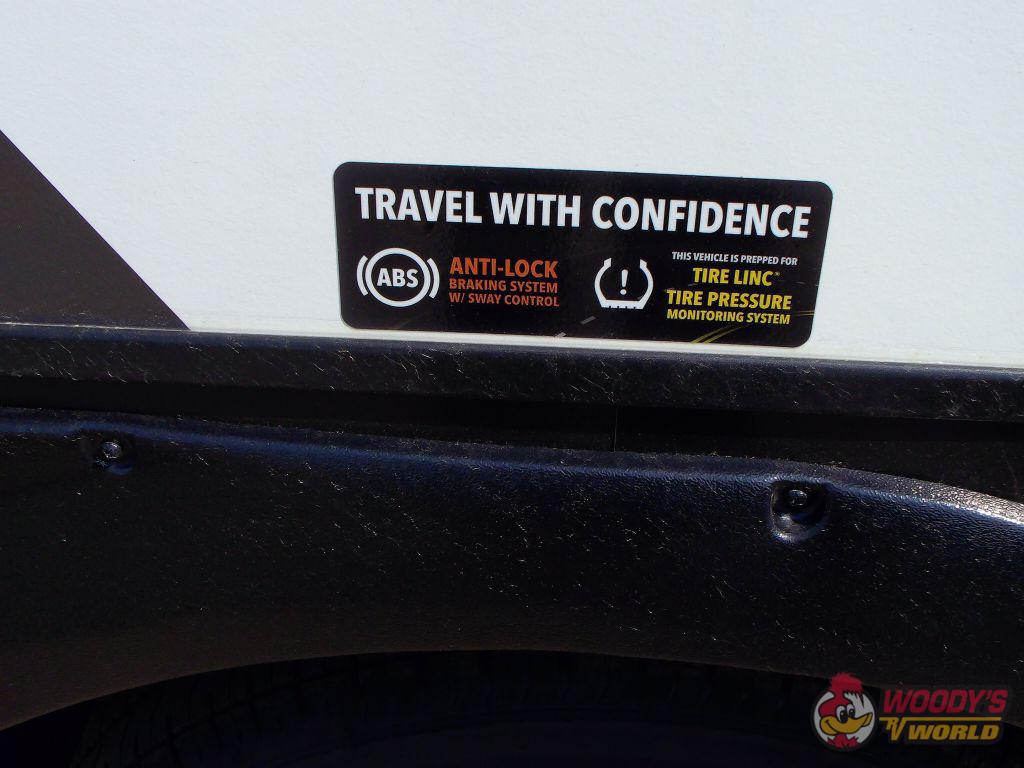 TRAVEL WITH CONFIDENCE
ABS
ANTI-LOCK
BRAKING SYSTEM
W/ SWAY CONTROL
!
THIS VEHICLE IS PREPPED FOR
TIRE LINC®
TIRE PRESSURE
MONITORING SYSTEM
WOODY'S
RV WORLD